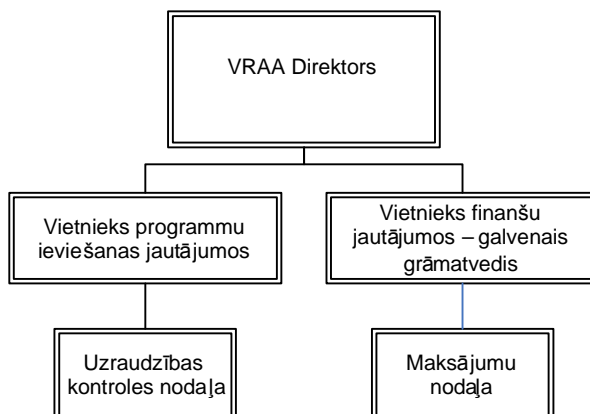 VRAA Direktors
Vietnieks programmu
ieviešanas jautājumos
Vietnieks finanšu
jautājumos – galvenais
grāmatvedis
Uzraudzības
kontroles nodaļa
Maksājumu
nodaļa